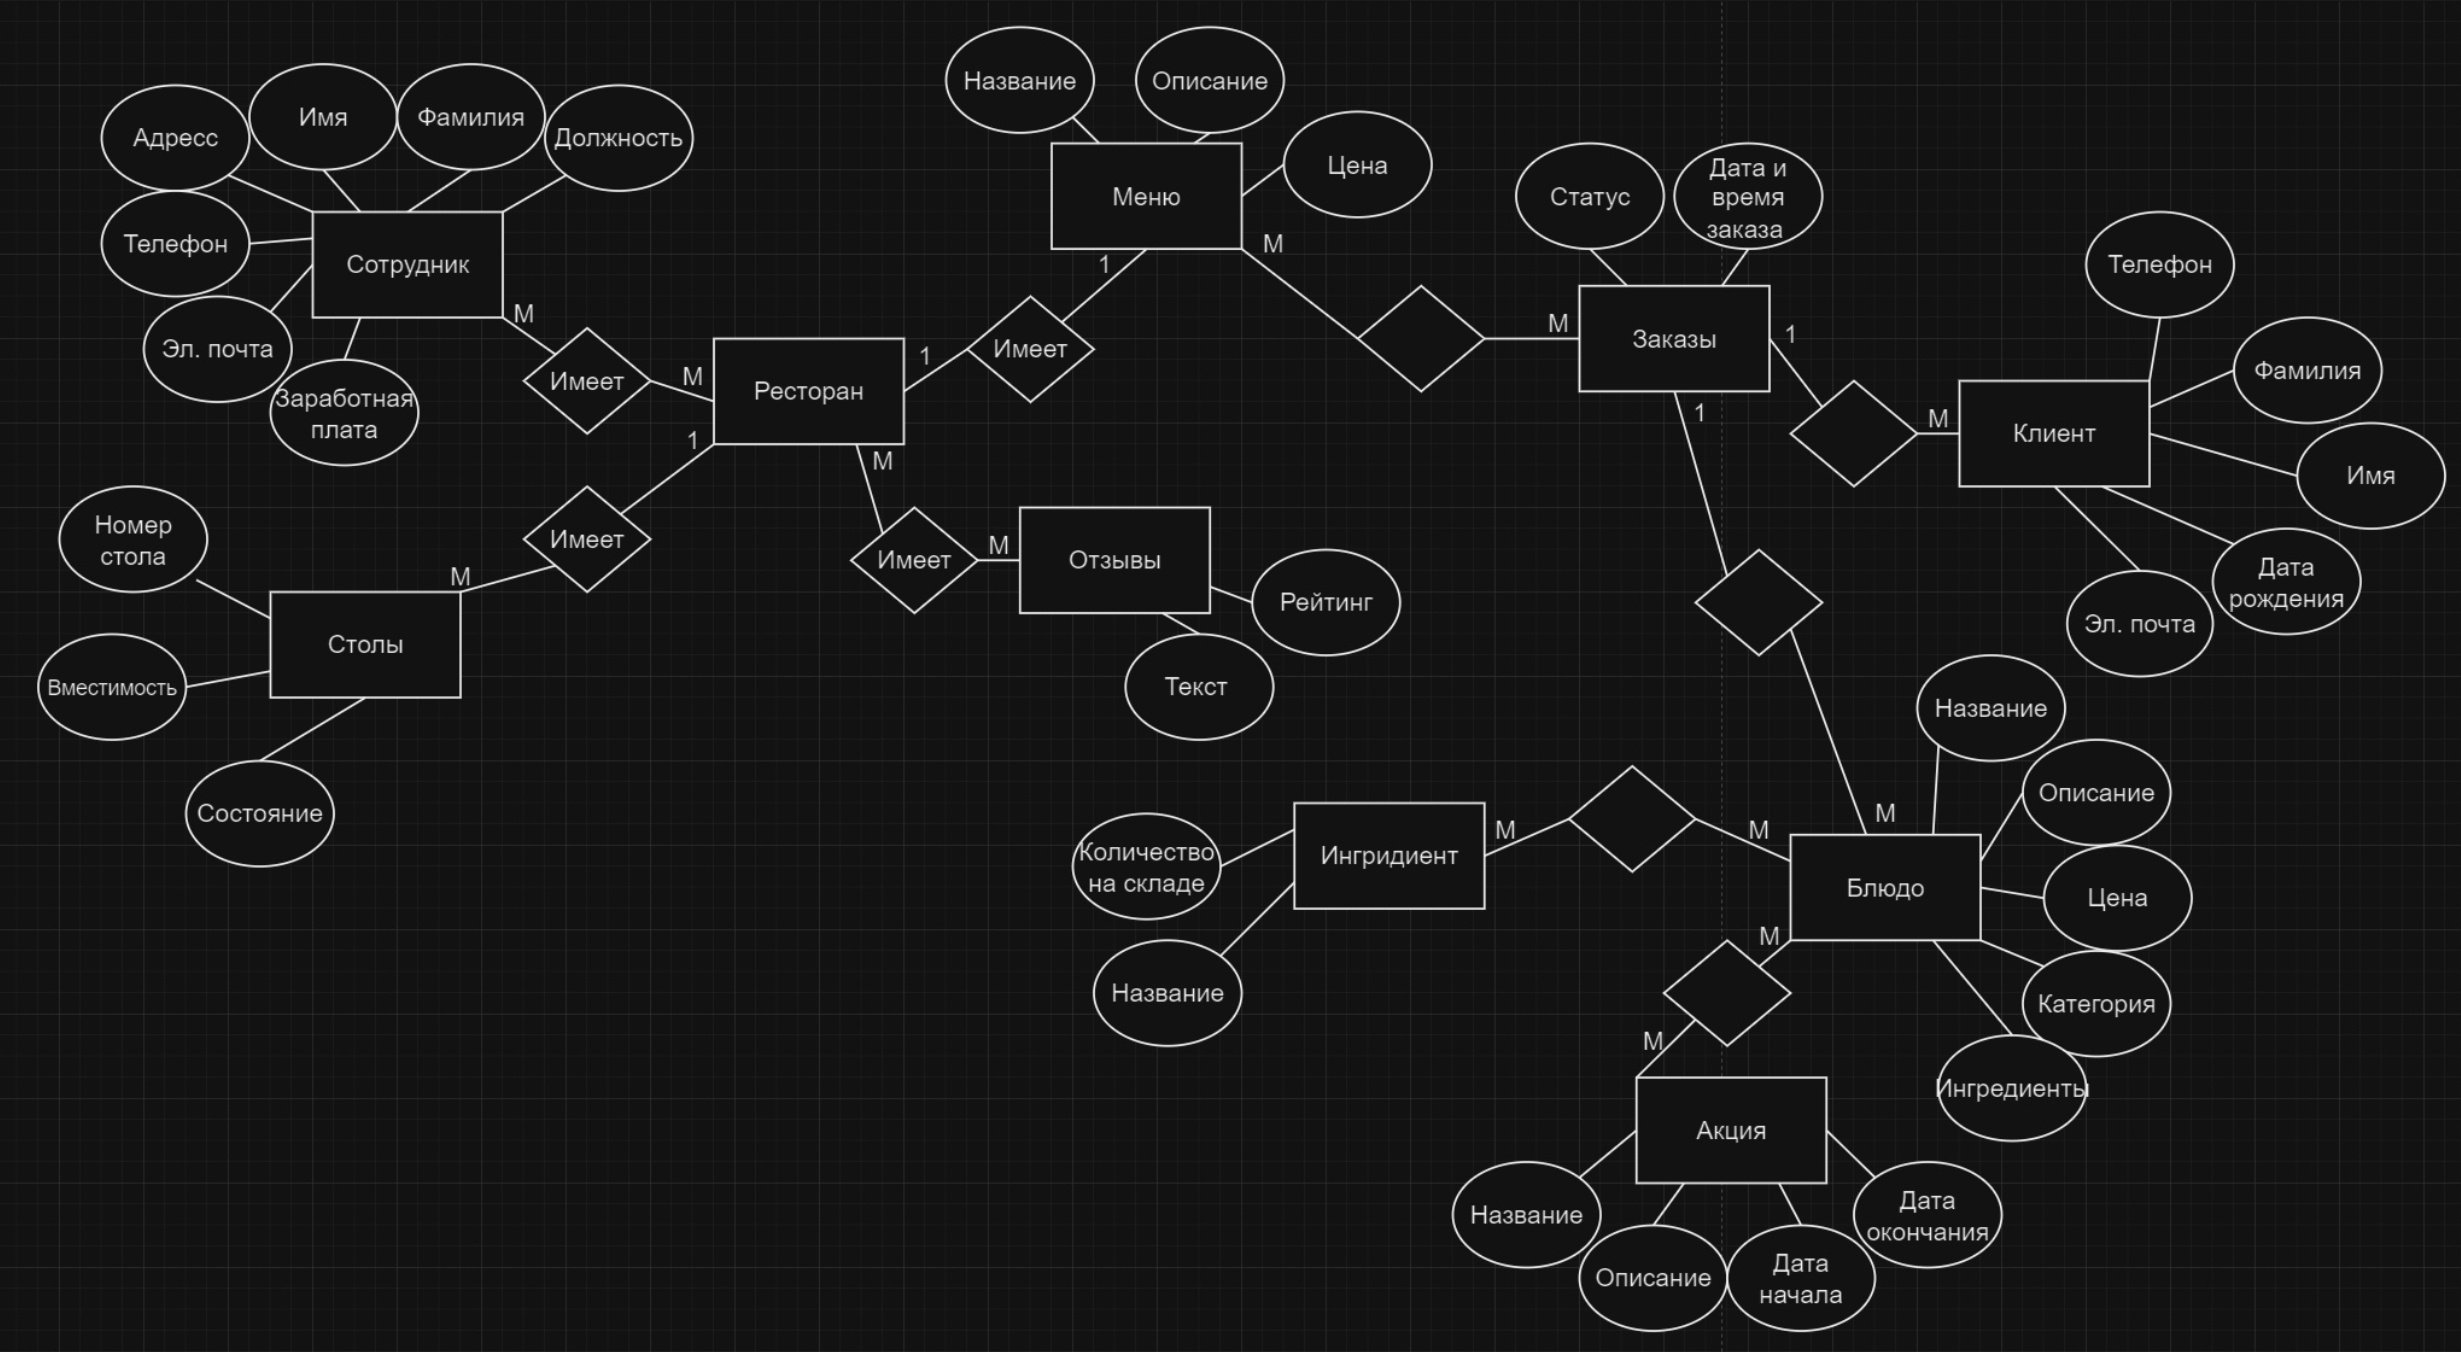 Адресс
Имя
Фамилия
Должность
Телефон
Сотрудник
Эл. почта
Заработная
плата
М
Имеет
М
Ресторан
1
Имеет
М
Номер
стола
Вместимость
Столы
Состояние
Название
Описание
Цена
Меню
1
1
Имеет
М
М
Статус
Дата и
время
заказа
Заказы
1
1
М
Клиент
Телефон
Фамилия
Имя
Дата
рождения
Эл. почта
М
Имеет
М
Отзывы
Рейтинг
Текст
Количество
на складе
Название
Ингридиент
М
М
М
Блюдо
Название
Описание
Цена
Категория
Ингредиенты
М
М
Акция
Название
Описание
Дата
начала
Дата
окончания